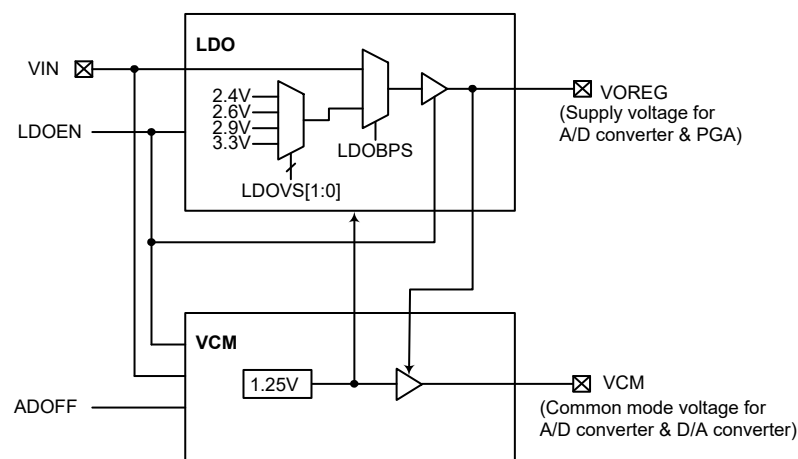 LDO
VIN
VOREG
(Supply voltage for
A/D converter & PGA)
2.4V
2.6V
2.9V
3.3V
LDOEN
LDOBPS
LDOVS[1:0]
VCM
1.25V
VCM
(Common mode voltage for
A/D converter & D/A converter)
ADOFF